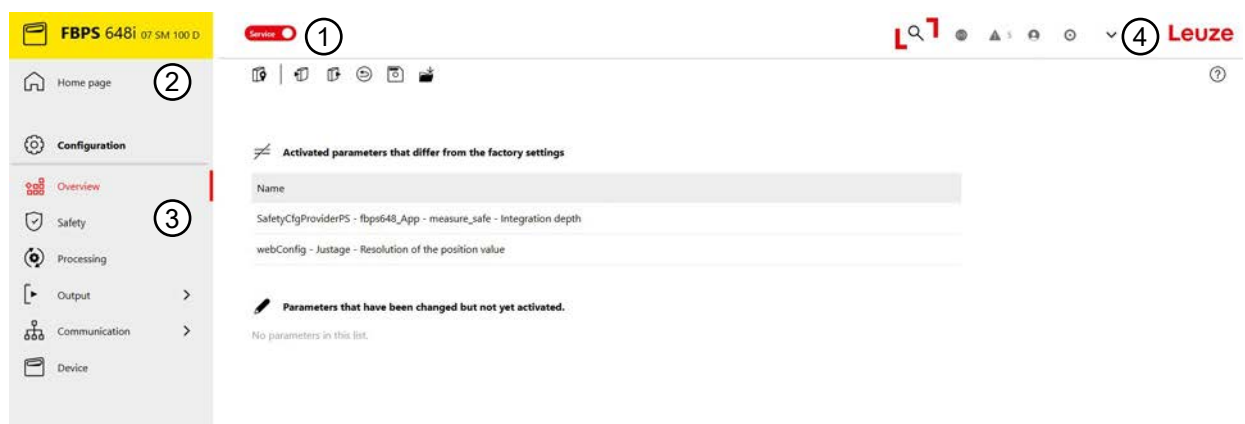 FBPS 648i 07 SM 100 D
Service
1
5
4
Leuze
Home page
2
?
Configuration
Activated parameters that differ from the factory settings
Overview
Name
Safety
3
SafetyCfgProviderPS - fbps648_App - measure_safe - Integration depth
webConfig - Justage - Resolution of the position value
Processing
Output
Parameters that have been changed but not yet activated.
Communication
No parameters in this list.
Device